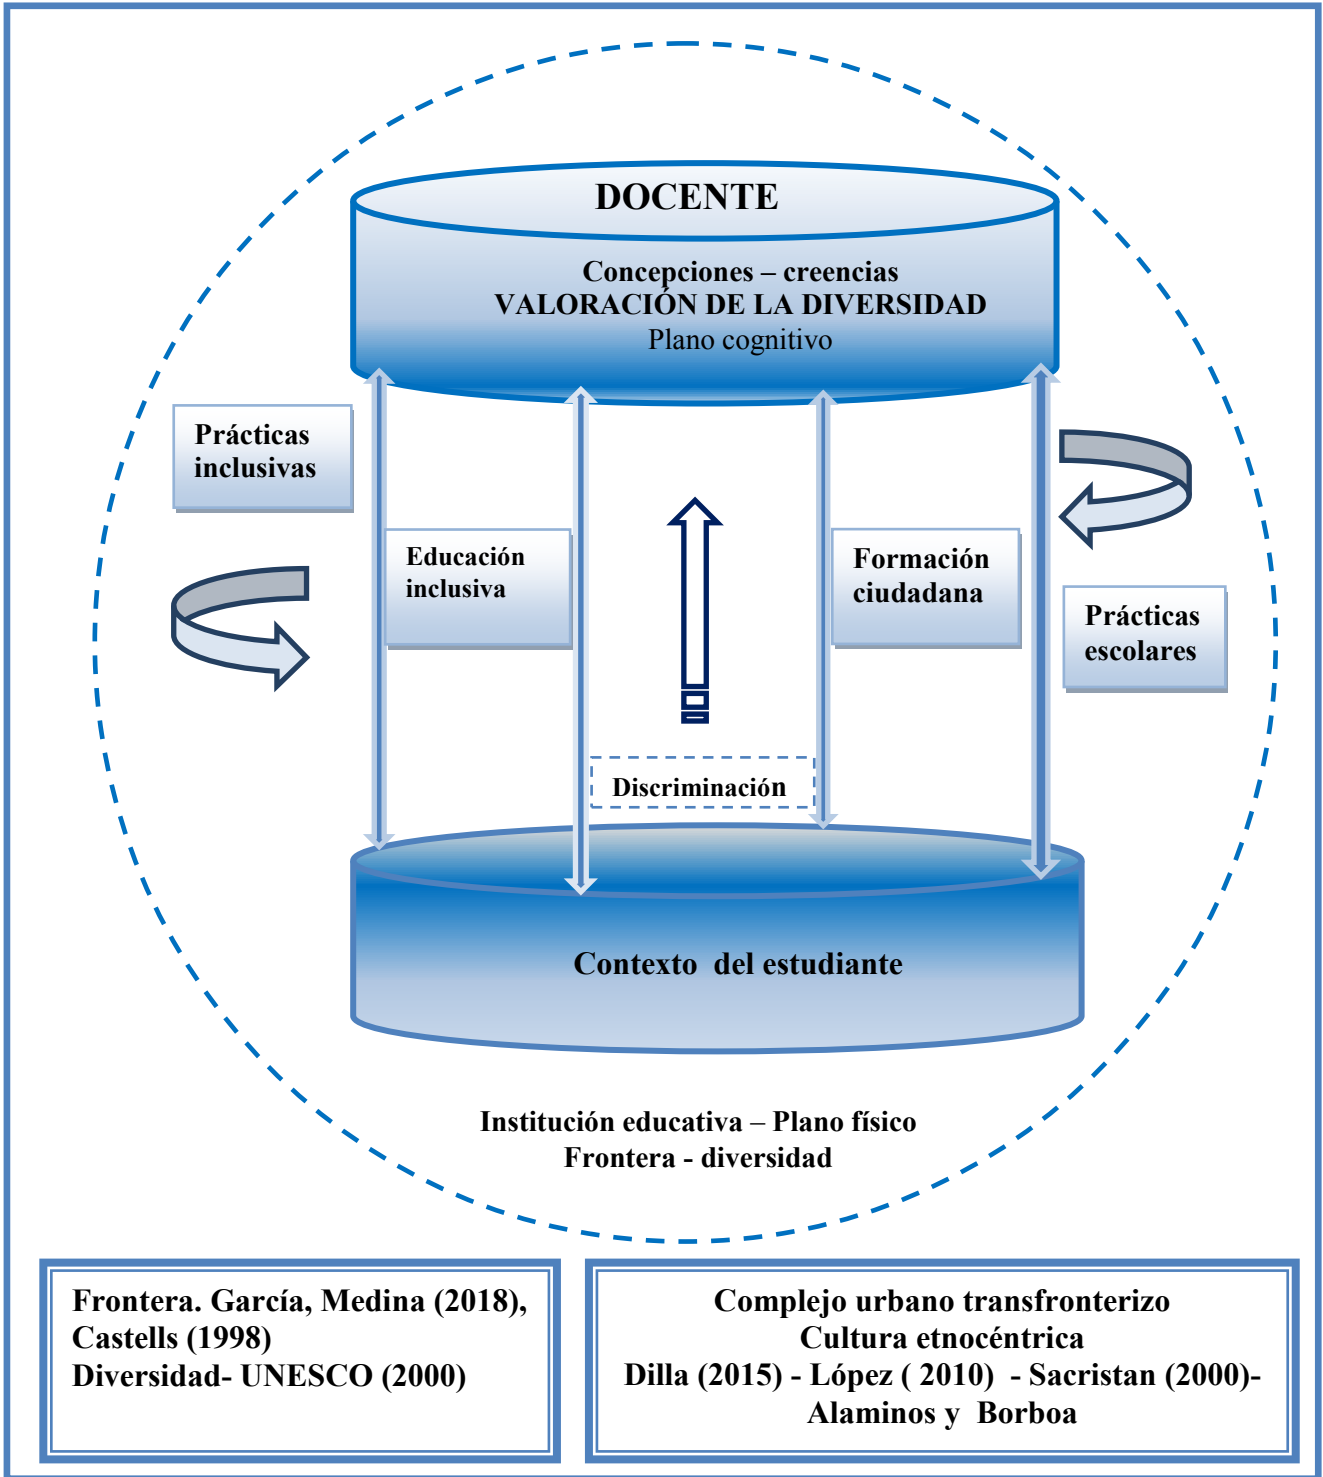 DOCENTE
Concepciones – creencias
VALORACIÓN DE LA DIVERSIDAD
Plano cognitivo
Prácticas
inclusivas
Educación
inclusiva
Formación
ciudadana
Prácticas
escolares
Discriminación
Contexto  del estudiante
Institución educativa – Plano físico
Frontera - diversidad
Frontera. García, Medina (2018),
Castells (1998)
Diversidad- UNESCO (2000)
Complejo urbano transfronterizo
Cultura etnocéntrica
Dilla (2015) - López ( 2010)  - Sacristan (2000)-
Alaminos y  Borboa